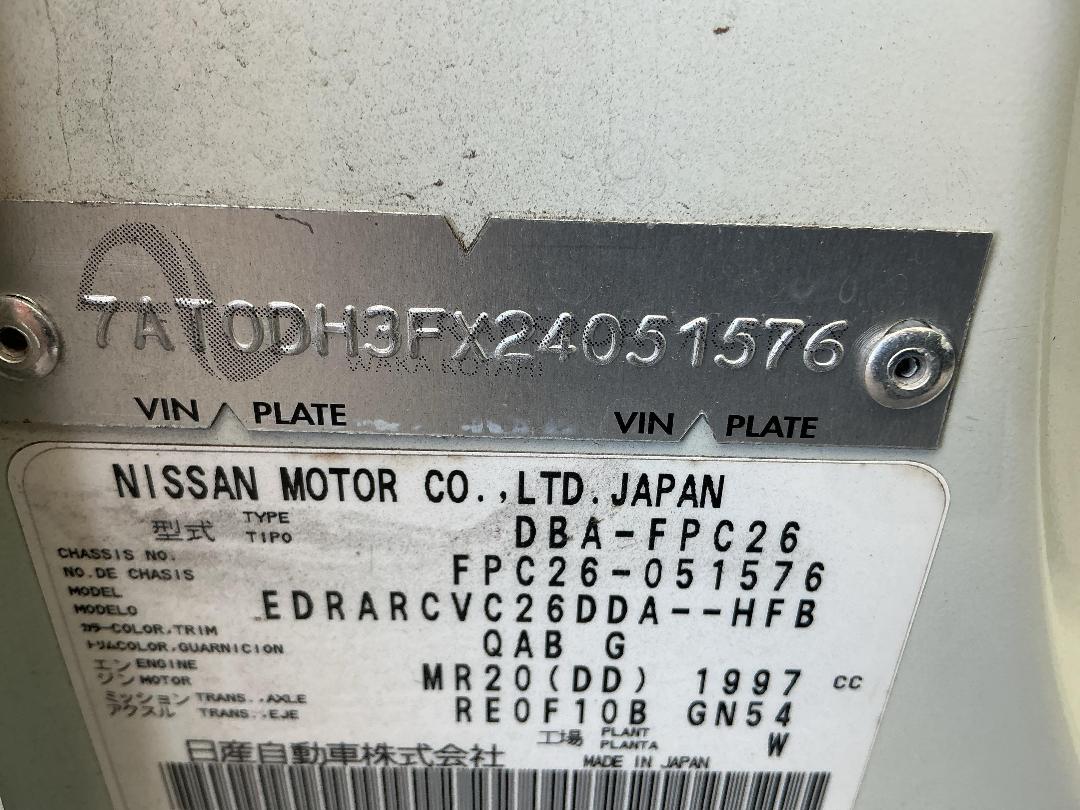 7AT0DH3FX24051576
WAKA KOTAHI
VIN PLATE VIN PLATE
NISSAN MOTOR CO.,LTD.JAPAN
型式 TYPE TIPO DBA-FPC26
CHASSIS NO.
NO.DE CHASIS FPC26-051576
MODEL
MODELO EDRARCVC26DDA--HFB
カラー COLOR,TRIM
トリム COLOR,GUARNICION QAB G
エンジン ENGINE MOTOR MR20(DD) 1997 cc
ミッション TRANS.,AXLE
アクスル TRANS.,EJE RE0F10B GN54
工場 PLANT PLANTA W
日産自動車株式会社 MADE IN JAPAN